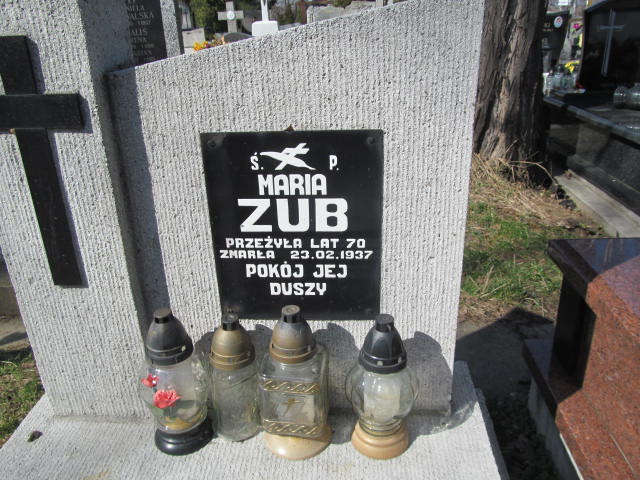 Ś. P.
MARIA
ZUB
PRZEŻYŁA LAT 70
ZMARŁA 23.02.1937
POKÓJ JEJ
DUSZY